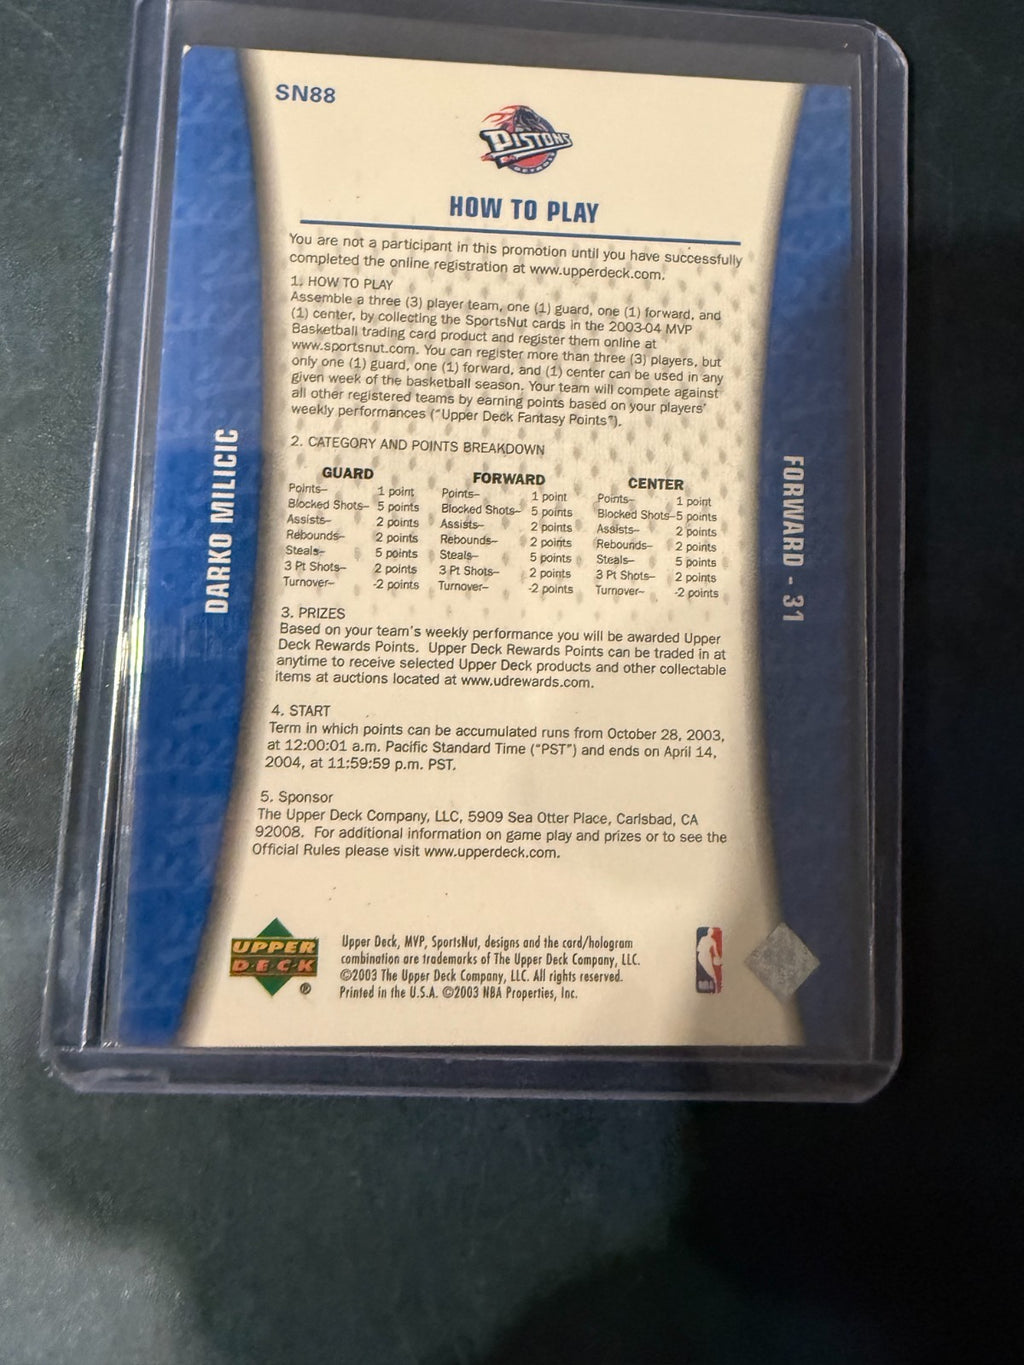 SN88
PISTONS
DETROIT
HOW TO PLAY
You are not a participant in this promotion until you have successfully
completed the online registration at www.upperdeck.com.
1. HOW TO PLAY
Assemble a three (3) player team, one (1) guard, one (1) forward, and
(1) center, by collecting the SportsNut cards in the 2003-04 MVP
Basketball trading card product and register them online at
www.sportsnut.com. You can register more than three (3) players, but
only one (1) guard, one (1) forward, and (1) center can be used in any
given week of the basketball season. Your team will compete against
all other registered teams by earning points based on your players'
weekly performances ("Upper Deck Fantasy Points").
2. CATEGORY AND POINTS BREAKDOWN
GUARD
Points– 1 point
Blocked Shots– 5 points
Assists– 2 points
Rebounds– 2 points
Steals– 5 points
3 Pt Shots– 2 points
Turnover– -2 points
FORWARD
Points– 1 point
Blocked Shots– 5 points
Assists– 2 points
Rebounds– 2 points
Steals– 5 points
3 Pt Shots– 2 points
Turnover– -2 points
CENTER
Points– 1 point
Blocked Shots–5 points
Assists– 2 points
Rebounds– 2 points
Steals– 5 points
3 Pt Shots– 2 points
Turnover– -2 points
3. PRIZES
Based on your team's weekly performance you will be awarded Upper
Deck Rewards Points. Upper Deck Rewards Points can be traded in at
anytime to receive selected Upper Deck products and other collectable
items at auctions located at www.udrewards.com.
4. START
Term in which points can be accumulated runs from October 28, 2003,
at 12:00:01 a.m. Pacific Standard Time ("PST") and ends on April 14,
2004, at 11:59:59 p.m. PST.
5. Sponsor
The Upper Deck Company, LLC, 5909 Sea Otter Place, Carlsbad, CA
92008. For additional information on game play and prizes or to see the
Official Rules please visit www.upperdeck.com.
DARKO MILICIC
FORWARD - 31
UPPER
DECK
®
Upper Deck, MVP, SportsNut, designs and the card/hologram
combination are trademarks of The Upper Deck Company, LLC.
©2003 The Upper Deck Company, LLC. All rights reserved.
Printed in the U.S.A. ©2003 NBA Properties, Inc.
NBA